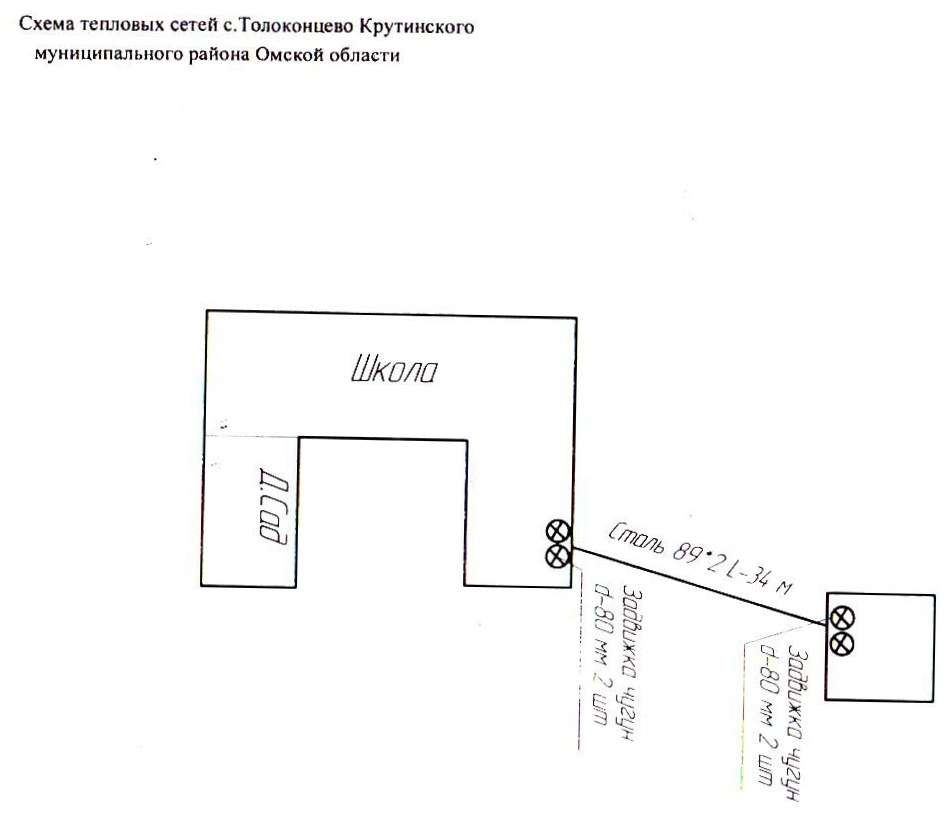 Схема тепловых сетей с.Толоконцево Крутинского
муниципального района Омской области
Школа
Д.Сад
Сталь 89*2 L-34 м
Задвижка чугун
d-80 мм 2 шт
Задвижка чугун
d-80 мм 2 шт